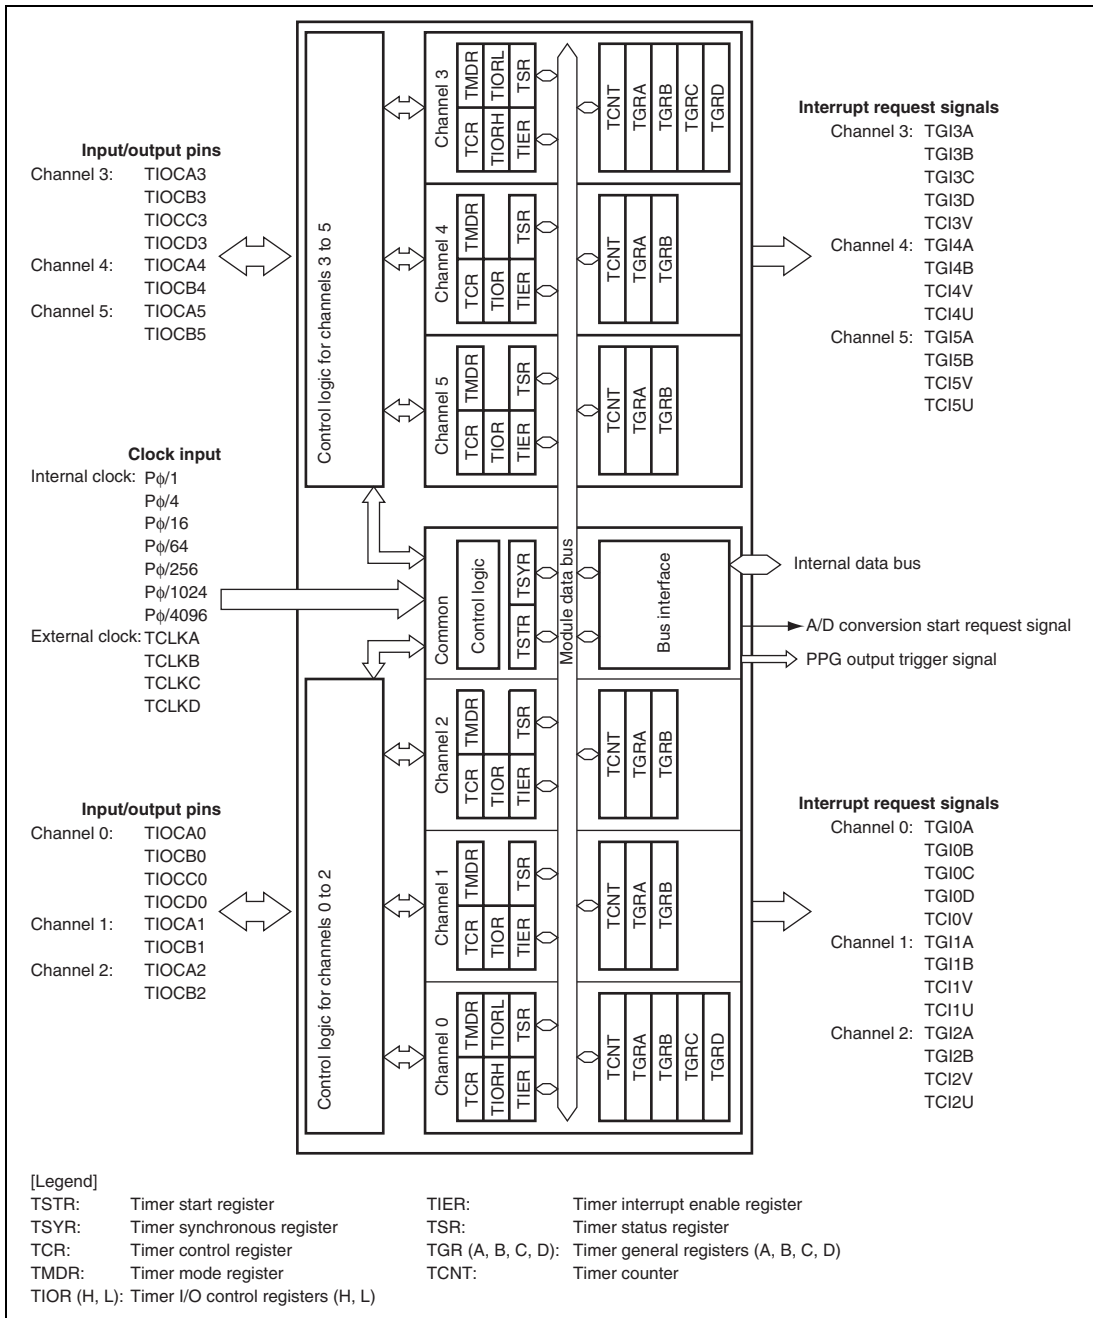 Input/output pins
Channel 3: TIOCA3
TIOCB3
TIOCC3
TIOCD3
Channel 4: TIOCA4
TIOCB4
Channel 5: TIOCA5
TIOCB5
Clock input
Internal clock: Pϕ/1
Pϕ/4
Pϕ/16
Pϕ/64
Pϕ/256
Pϕ/1024
Pϕ/4096
External clock: TCLKA
TCLKB
TCLKC
TCLKD
Input/output pins
Channel 0: TIOCA0
TIOCB0
TIOCC0
TIOCD0
Channel 1: TIOCA1
TIOCB1
Channel 2: TIOCA2
TIOCB2
Control logic for channels 3 to 5
Control logic for channels 0 to 2
Channel 3
TCR
TMDR
TIORH
TIORL
TIER
TSR
TCNT
TGRA
TGRB
TGRC
TGRD
Channel 4
TCR
TMDR
TIOR
TIER
TSR
TCNT
TGRA
TGRB
Channel 5
TCR
TMDR
TIOR
TIER
TSR
TCNT
TGRA
TGRB
Common
Control logic
TSTR
TSYR
Module data bus
Bus interface
Channel 2
TCR
TMDR
TIOR
TIER
TSR
TCNT
TGRA
TGRB
Channel 1
TCR
TMDR
TIOR
TIER
TSR
TCNT
TGRA
TGRB
Channel 0
TCR
TMDR
TIORH
TIORL
TIER
TSR
TCNT
TGRA
TGRB
TGRC
TGRD
Interrupt request signals
Channel 3: TGI3A
TGI3B
TGI3C
TGI3D
TCI3V
Channel 4: TGI4A
TGI4B
TCI4V
TCI4U
Channel 5: TGI5A
TGI5B
TCI5V
TCI5U
Internal data bus
A/D conversion start request signal
PPG output trigger signal
Interrupt request signals
Channel 0: TGI0A
TGI0B
TGI0C
TGI0D
TCI0V
Channel 1: TGI1A
TGI1B
TCI1V
TCI1U
Channel 2: TGI2A
TGI2B
TCI2V
TCI2U
[Legend]
TSTR: Timer start register
TSYR: Timer synchronous register
TCR: Timer control register
TMDR: Timer mode register
TIOR (H, L): Timer I/O control registers (H, L)
TIER: Timer interrupt enable register
TSR: Timer status register
TGR (A, B, C, D): Timer general registers (A, B, C, D)
TCNT: Timer counter